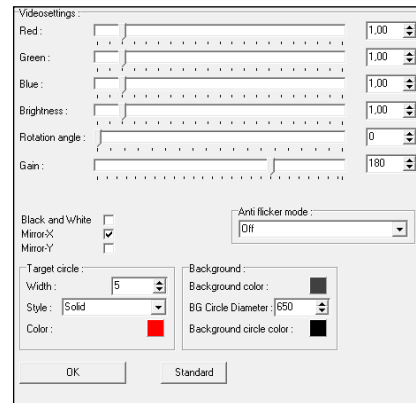 Videosettings :
Red : 1,00
Green : 1,00
Blue : 1,00
Brightness : 1,00
Rotation angle : 0
Gain : 180
Black and White
Mirror-X
Mirror-Y
Anti flicker mode :
Off
Target circle :
Width : 5
Style : Solid
Color :
Background :
Background color :
BG Circle Diameter : 650
Background circle color :
OK
Standard